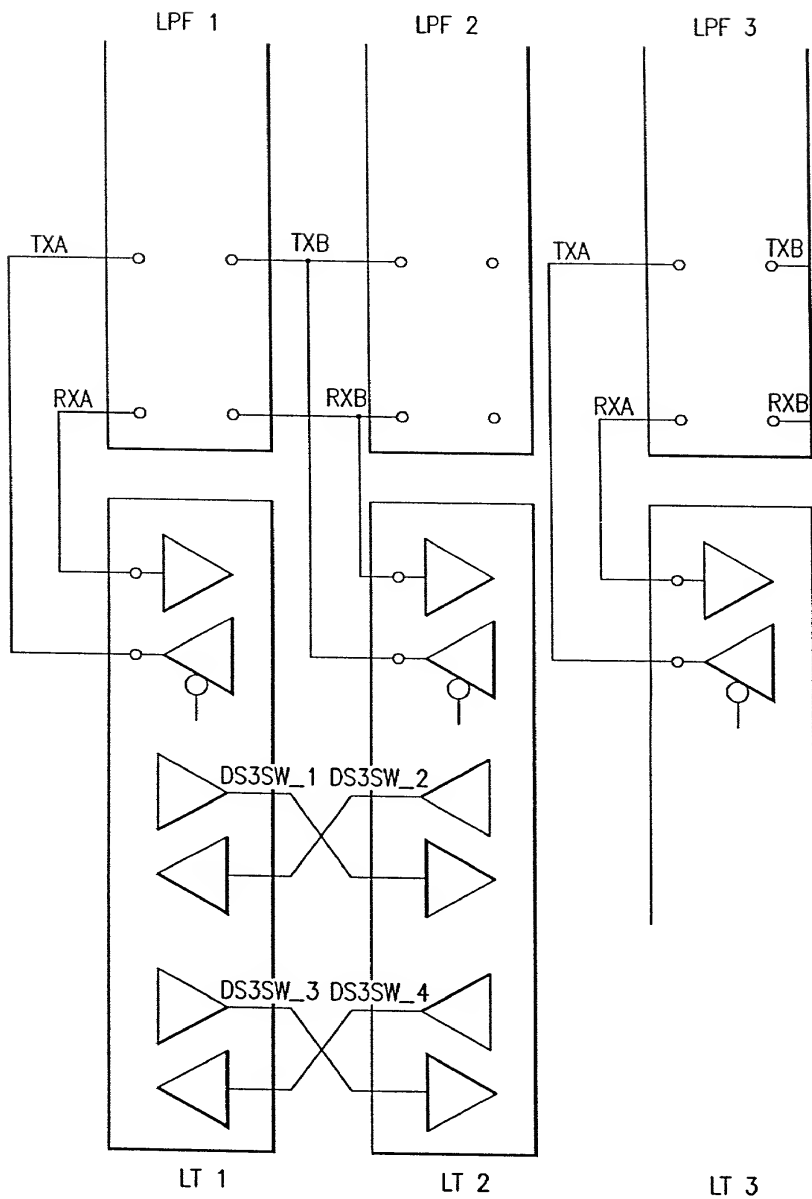 LPF 1 LPF 2 LPF 3
TXA TXB TXA TXB
RXA RXB RXA RXB
DS3SW_1 DS3SW_2
DS3SW_3 DS3SW_4
LT 1 LT 2 LT 3